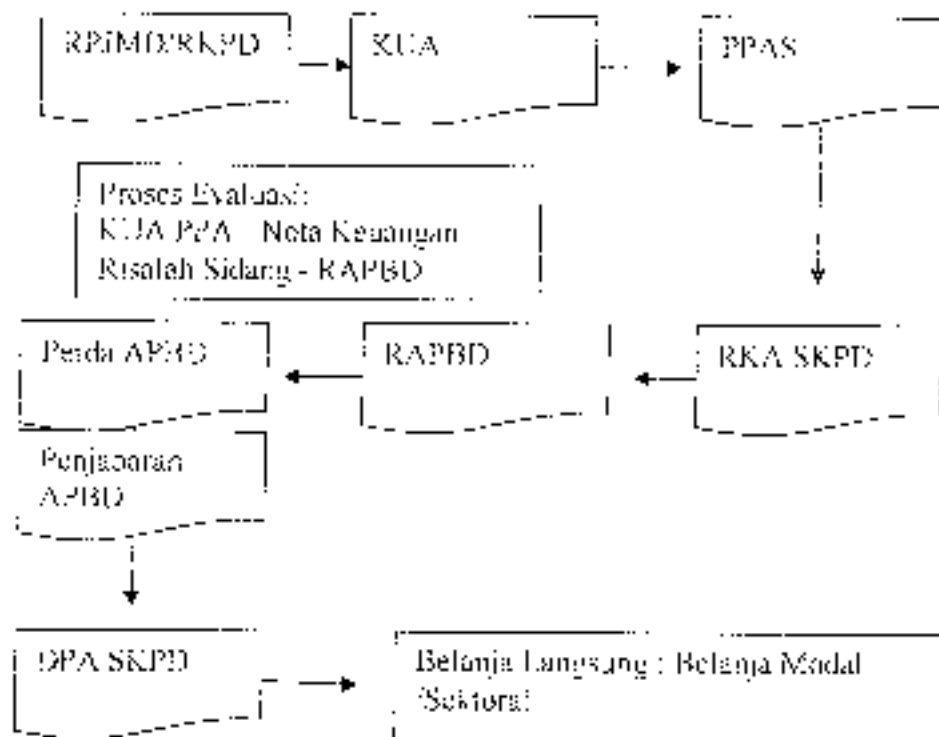 RPJMD/RKPD
KUA
PPAS
Proses Evaluasi:
KUA PPA - Nota Keuangan
Risalah Sidang - RAPBD
Perda APBD
RAPBD
RKA SKPD
Penjabaran
APBD
DPA SKPD
Belanja Langsung : Belanja Modal
/Sektoral